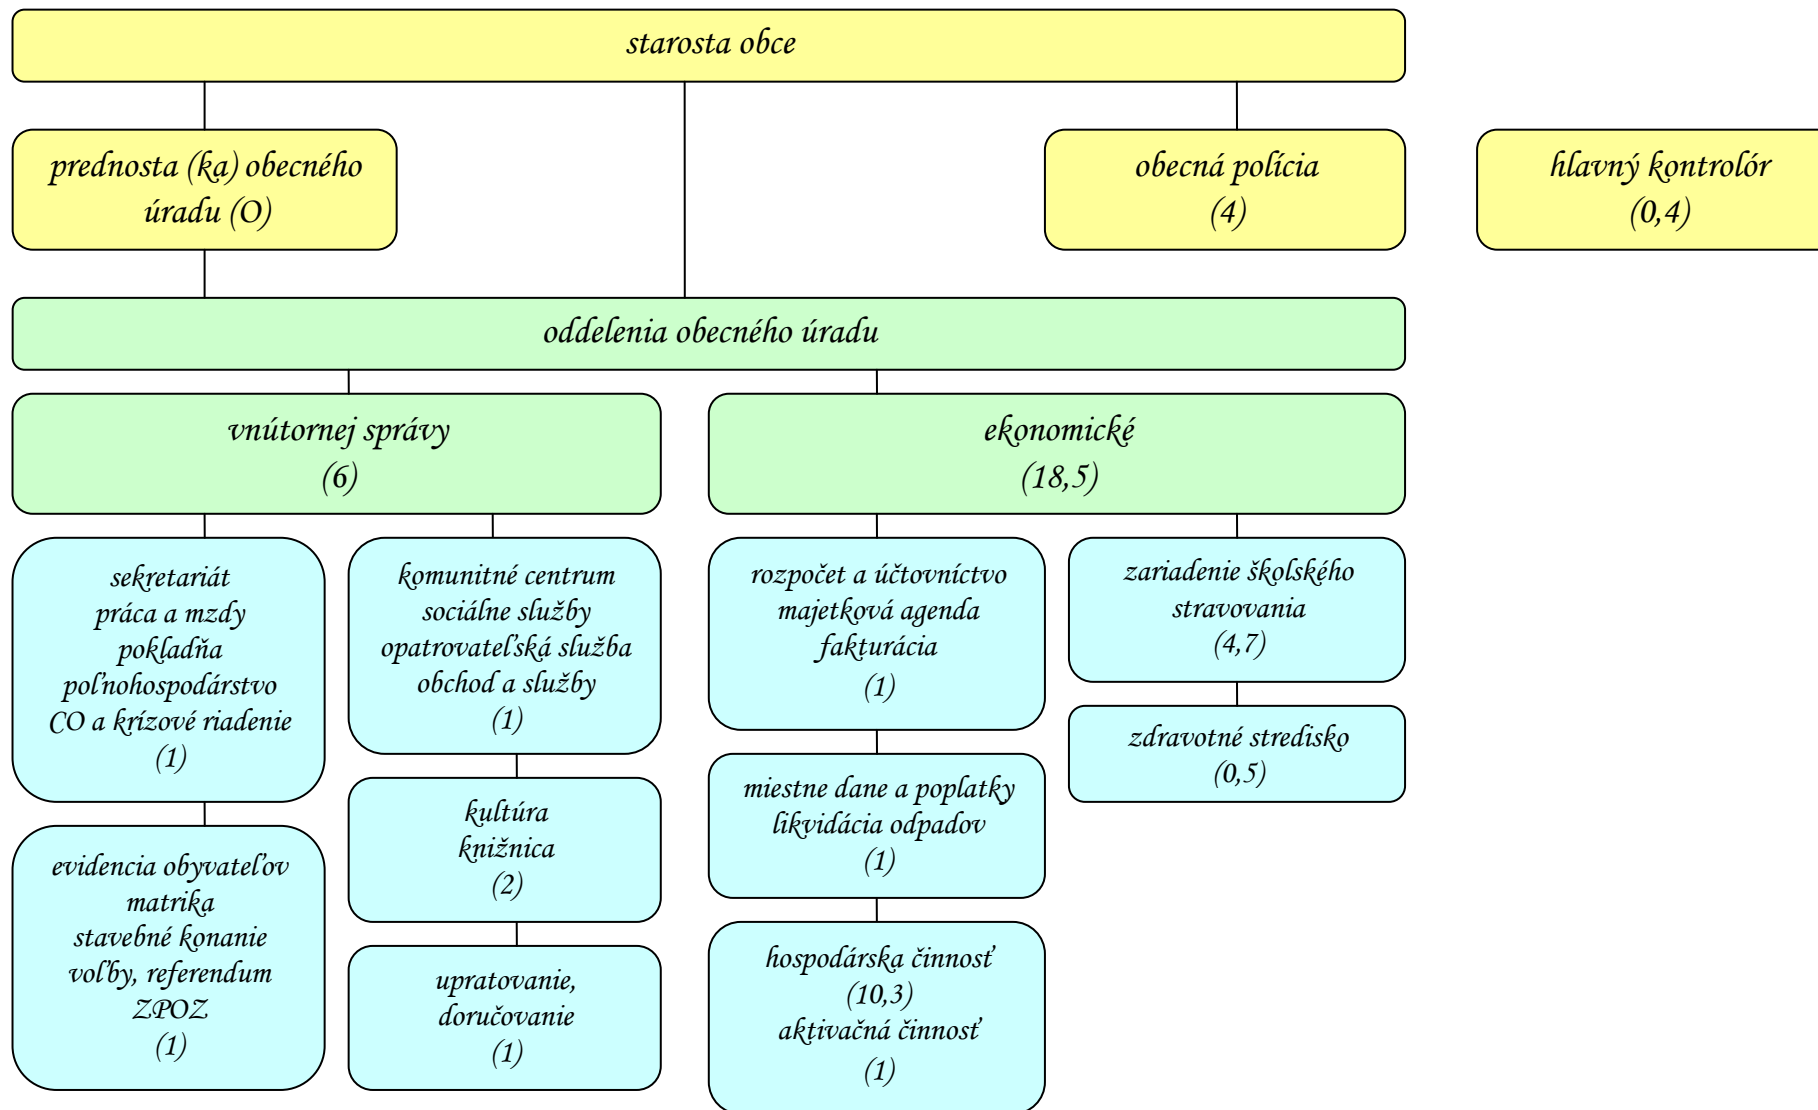 starosta obce
prednosta (ka) obecného
úradu (O)
obecná polícia
(4)
hlavný kontrolór
(0,4)
oddelenia obecného úradu
vnútornej správy
(6)
ekonomické
(18,5)
sekretariát
práca a mzdy
pokladňa
poľnohospodárstvo
CO a krízové riadenie
(1)
komunitné centrum
sociálne služby
opatrovateľská služba
obchod a služby
(1)
rozpočet a účtovníctvo
majetková agenda
fakturácia
(1)
zariadenie školského
stravovania
(4,7)
zdravotné stredisko
(0,5)
miestne dane a poplatky
likvidácia odpadov
(1)
kultúra
knižnica
(2)
evidencia obyvateľov
matrika
stavebné konanie
voľby, referendum
ZPOZ
(1)
upratovanie,
doručovanie
(1)
hospodárska činnosť
(10,3)
aktivačná činnosť
(1)